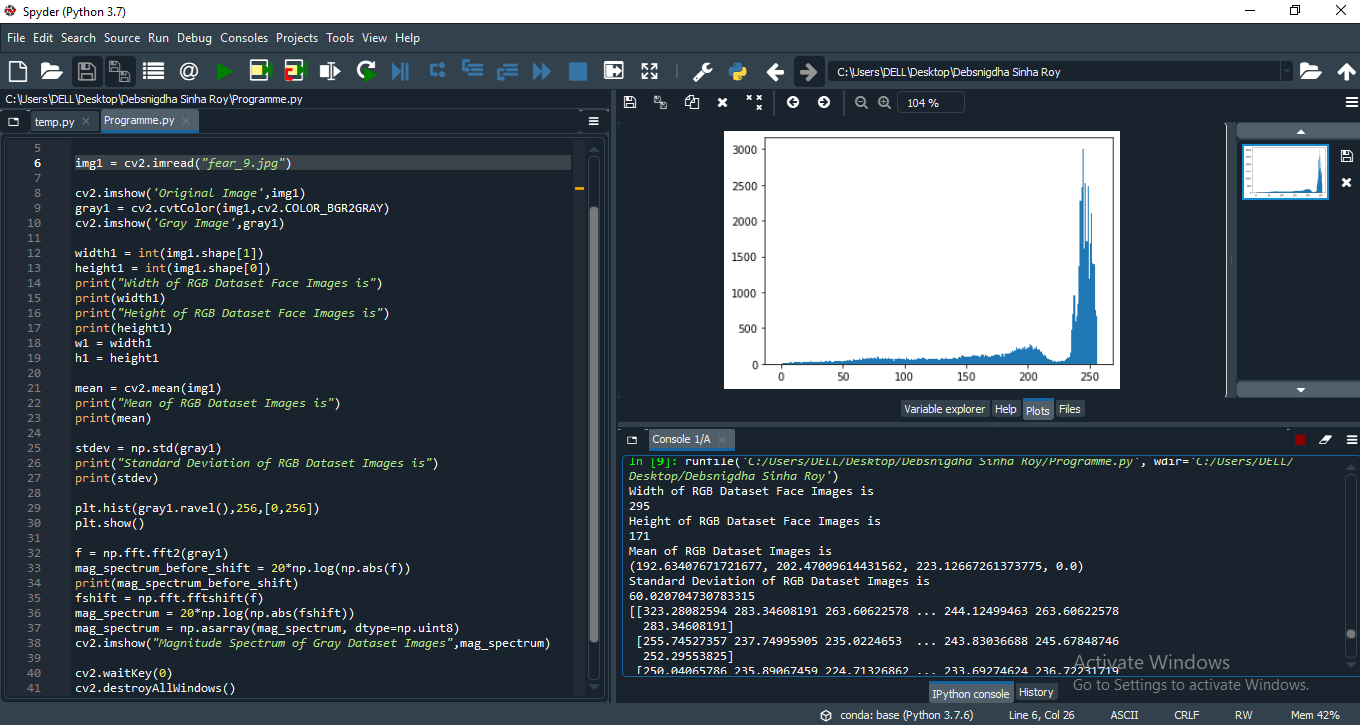 Spyder (Python 3.7)
File Edit Search Source Run Debug Consoles Projects Tools View Help
C:\Users\DELL\Desktop\Debsnigdha Sinha Roy
C:\Users\DELL\Desktop\Debsnigdha Sinha Roy\Programme.py
temp.py
Programme.py
5
6 img1 = cv2.imread("fear_9.jpg")
7
8 cv2.imshow('Original Image',img1)
9 gray1 = cv2.cvtColor(img1,cv2.COLOR_BGR2GRAY)
10 cv2.imshow('Gray Image',gray1)
11
12 width1 = int(img1.shape[1])
13 height1 = int(img1.shape[0])
14 print("Width of RGB Dataset Face Images is")
15 print(width1)
16 print("Height of RGB Dataset Face Images is")
17 print(height1)
18 w1 = width1
19 h1 = height1
20
21 mean = cv2.mean(img1)
22 print("Mean of RGB Dataset Images is")
23 print(mean)
24
25 stdev = np.std(gray1)
26 print("Standard Deviation of RGB Dataset Images is")
27 print(stdev)
28
29 plt.hist(gray1.ravel(),256,[0,256])
30 plt.show()
31
32 f = np.fft.fft2(gray1)
33 mag_spectrum_before_shift = 20*np.log(np.abs(f))
34 print(mag_spectrum_before_shift)
35 fshift = np.fft.fftshift(f)
36 mag_spectrum = 20*np.log(np.abs(fshift))
37 mag_spectrum = np.asarray(mag_spectrum, dtype=np.uint8)
38 cv2.imshow("Magnitude Spectrum of Gray Dataset Images",mag_spectrum)
39
40 cv2.waitKey(0)
41 cv2.destroyAllWindows()
104 %
3000
2500
2000
1500
1000
500
0
0 50 100 150 200 250
Variable explorer Help Plots Files
Console 1/A
In [9]: runfile('C:/Users/DELL/Desktop/Debsnigdha Sinha Roy/Programme.py', wdir='C:/Users/DELL/
Desktop/Debsnigdha Sinha Roy')
Width of RGB Dataset Face Images is
295
Height of RGB Dataset Face Images is
171
Mean of RGB Dataset Images is
(192.63407671721677, 202.47009614431562, 223.12667261373775, 0.0)
Standard Deviation of RGB Dataset Images is
60.020704730783315
[[323.28082594 283.34608191 263.60622578 ... 244.12499463 263.60622578
283.34608191]
[255.74527357 237.74995905 235.0224653 ... 243.83036688 245.67848746
252.29553825]
[250.04065786 235.89067459 224.71326862 ... 233.69274624 236.72231719
Activate Windows
Go to Settings to activate Windows.
IPython console History
conda: base (Python 3.7.6) Line 6, Col 26 ASCII CRLF RW Mem 42%